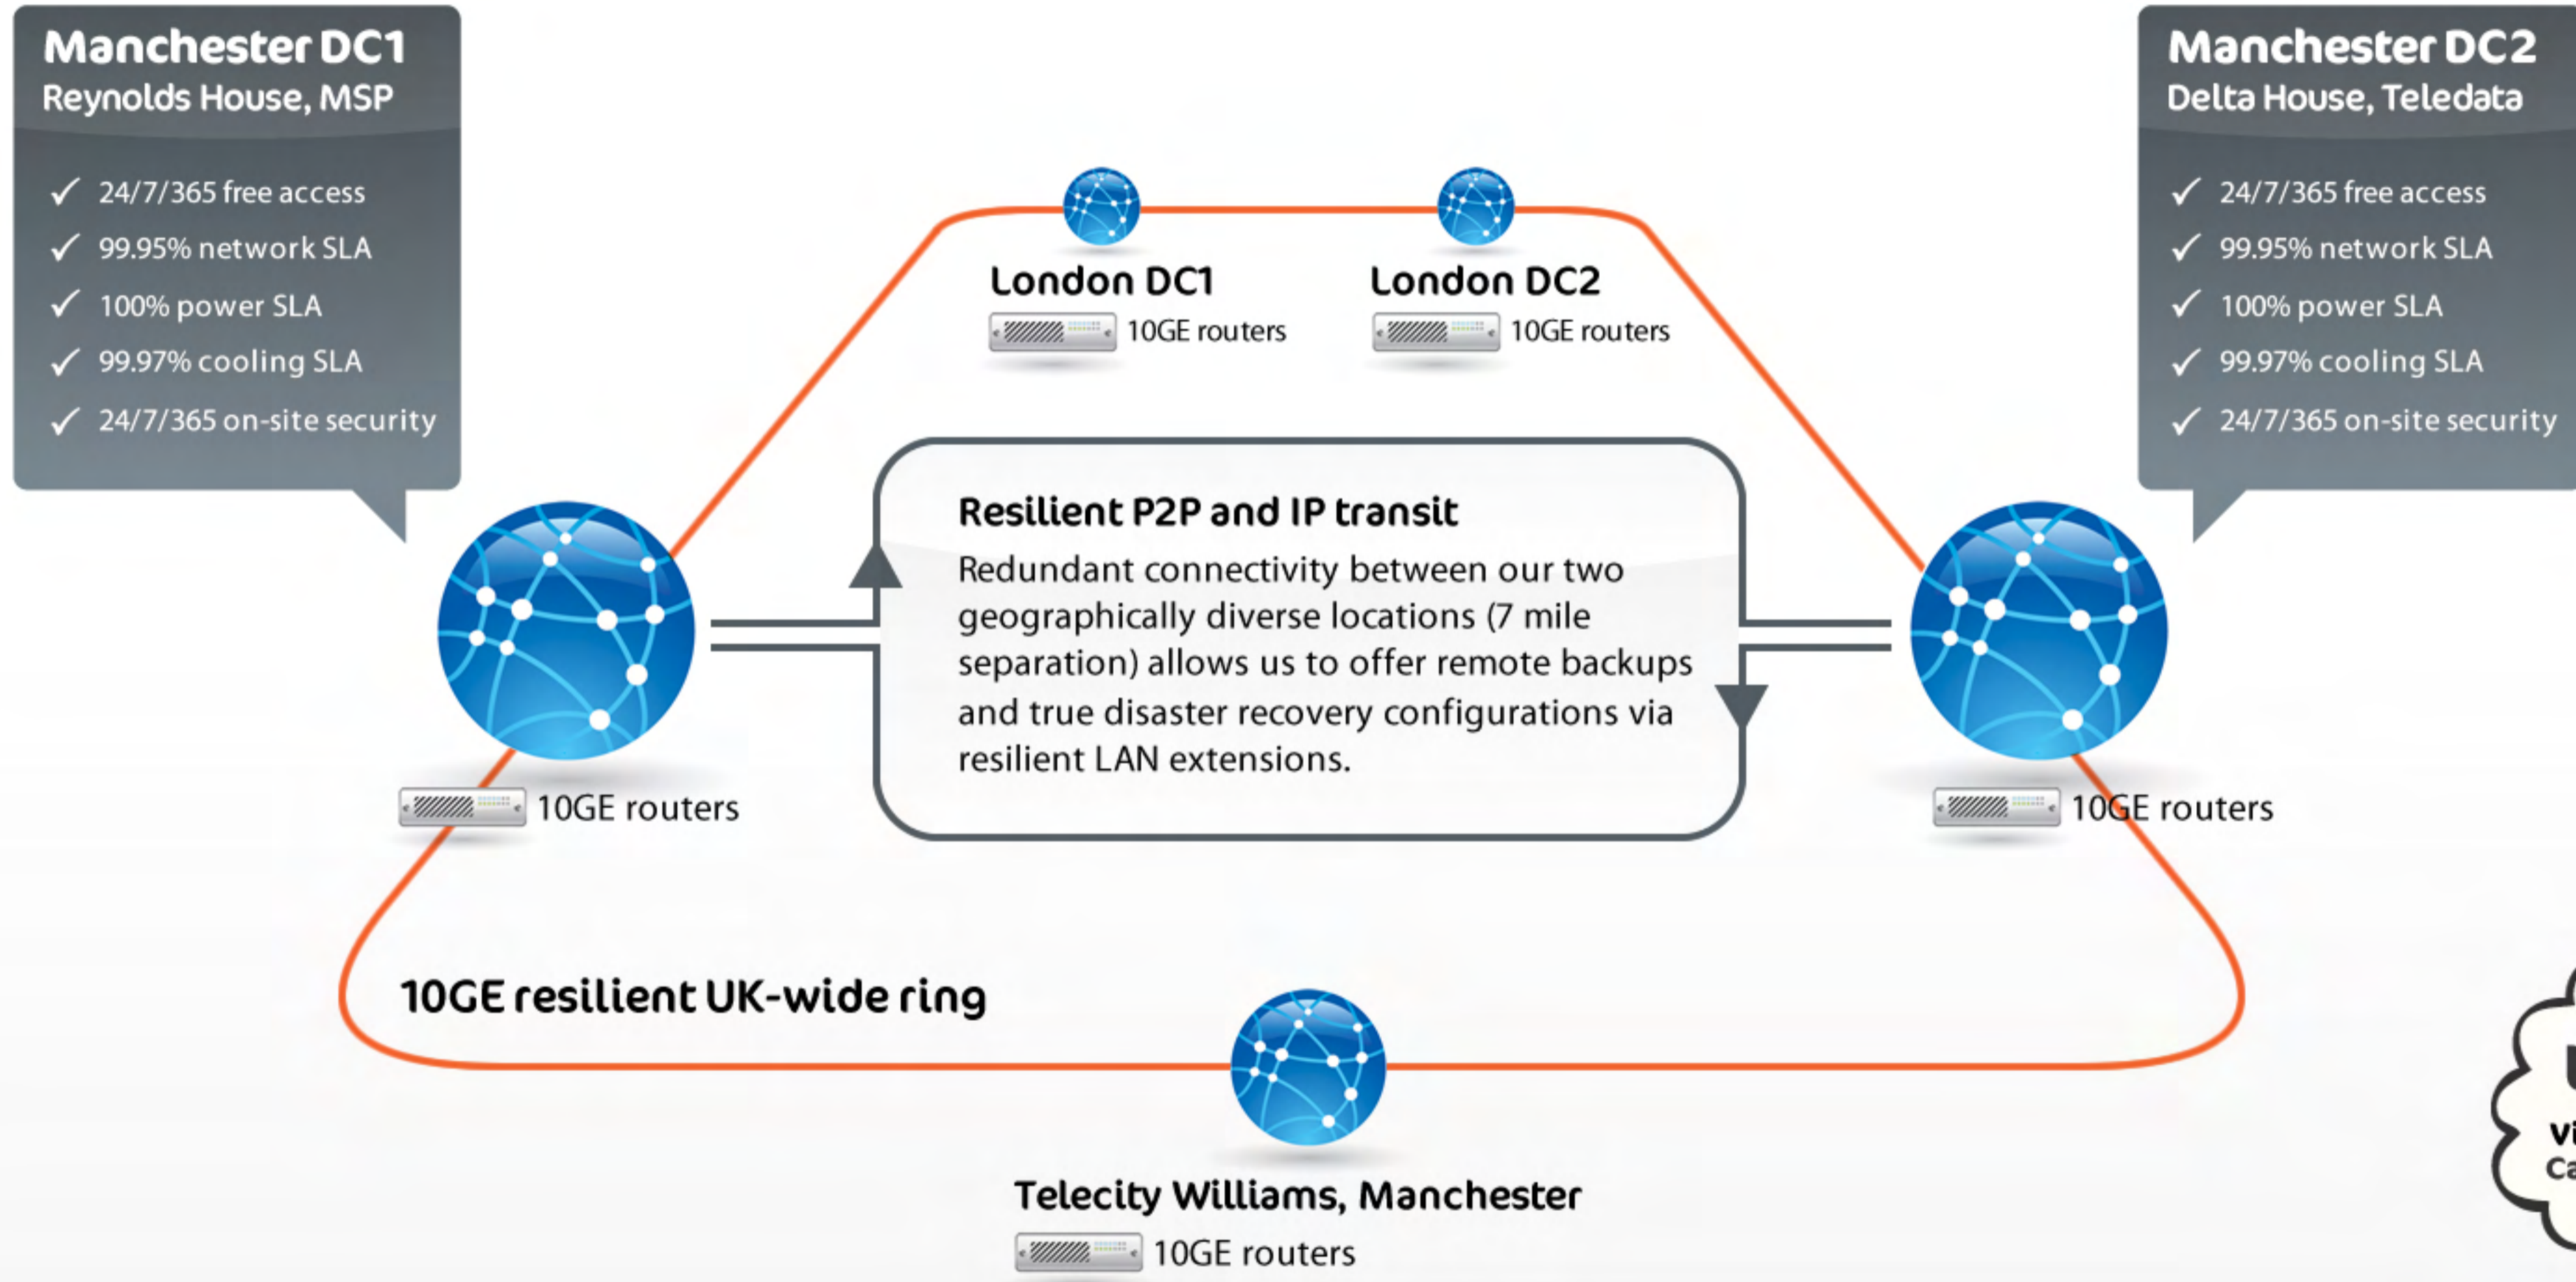 Manchester DC1
Reynolds House, MSP
24/7/365 free access
99.95% network SLA
100% power SLA
99.97% cooling SLA
24/7/365 on-site security
Manchester DC2
Delta House, Teledata
24/7/365 free access
99.95% network SLA
100% power SLA
99.97% cooling SLA
24/7/365 on-site security
London DC1
10GE routers
London DC2
10GE routers
Resilient P2P and IP transit
Redundant connectivity between our two
geographically diverse locations (7 mile
separation) allows us to offer remote backups
and true disaster recovery configurations via
resilient LAN extensions.
10GE routers
10GE routers
10GE resilient UK-wide ring
Telecity Williams, Manchester
10GE routers